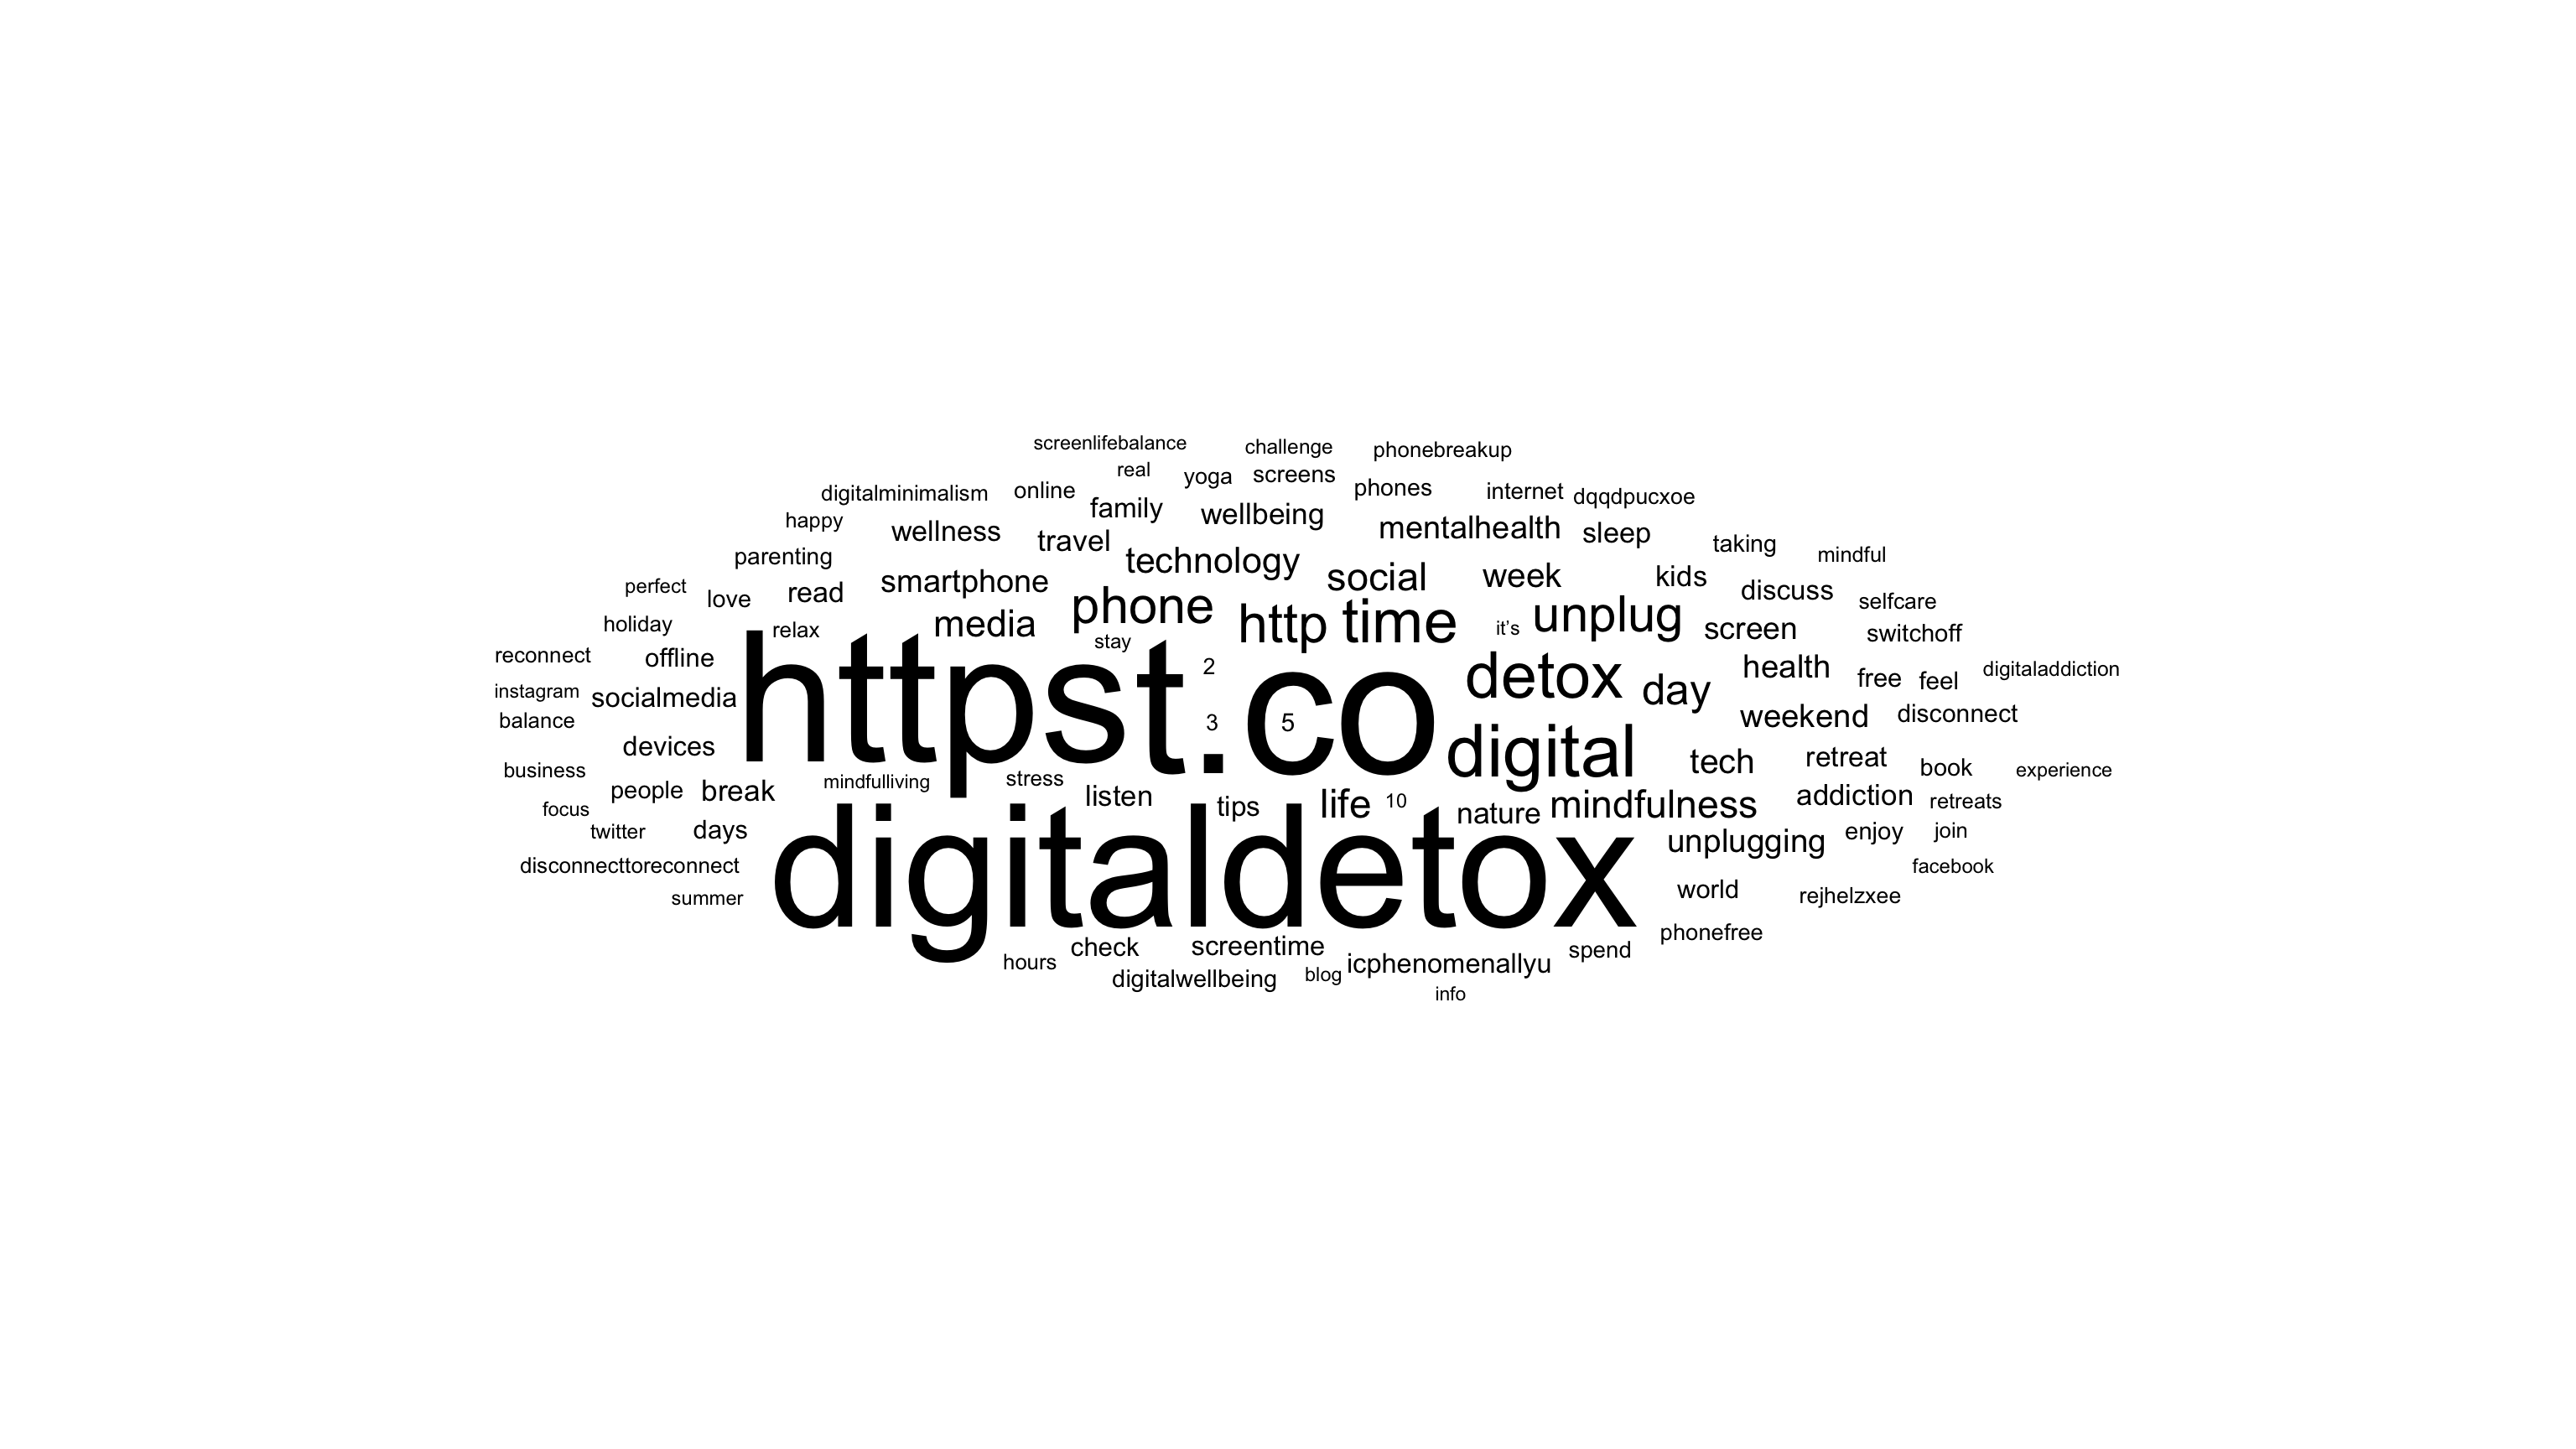 screenlifebalance challenge phonebreakup
real yoga screens
digitalminimalism online phones internet dqqdpucxoe
happy family wellbeing
wellness travel mentalhealth sleep taking mindful
parenting technology
perfect love read smartphone social week kids discuss selfcare
holiday relax media phone http time it’s unplug screen switchoff
reconnect offline stay 2 health free feel digitaladdiction
instagram socialmedia httpst.co detox day
balance 3 5 weekend disconnect
devices digital tech retreat book experience
business mindfulliving stress
people break listen tips life 10 nature mindfulness addiction retreats
focus
twitter days unplugging enjoy join
disconnecttoreconnect digitaldetox facebook
summer world rejhelzxee
phonefree
hours check screentime icphenomenallyu spend
digitalwellbeing blog
info